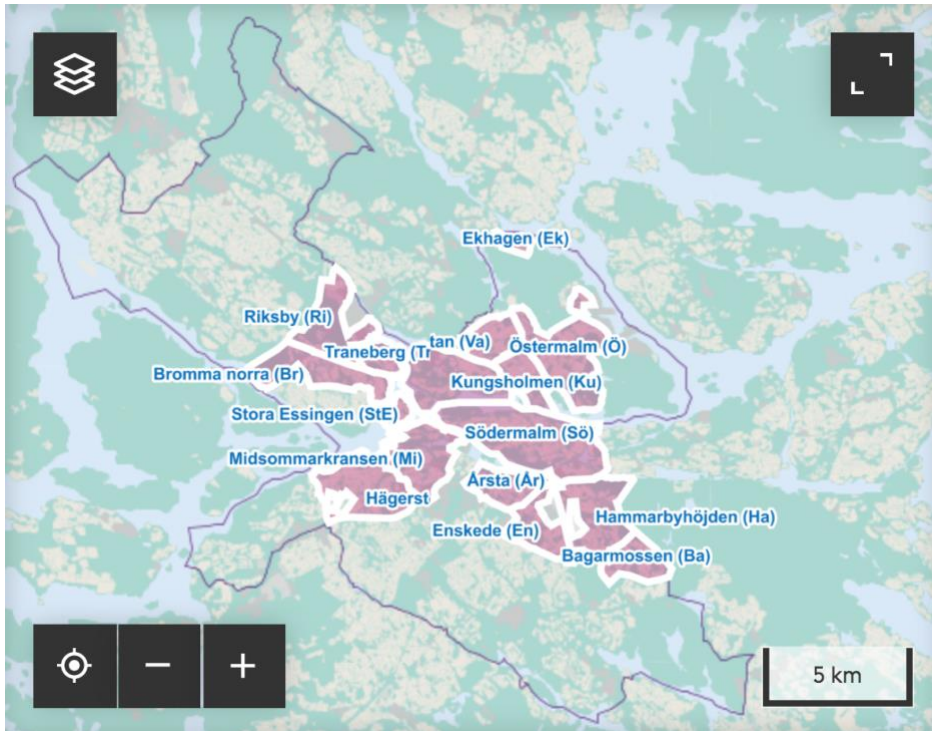 Ekhagen (Ek)
Riksby (Ri)
Traneberg (Tr
tan (Va)
Östermalm (Ö)
Bromma norra (Br)
Kungsholmen (Ku)
Stora Essingen (StE)
Södermalm (Sö)
Midsommarkransen (Mi)
Årsta (År)
Hägerst
Hammarbyhöjden (Ha)
Enskede (En)
Bagarmossen (Ba)
5 km